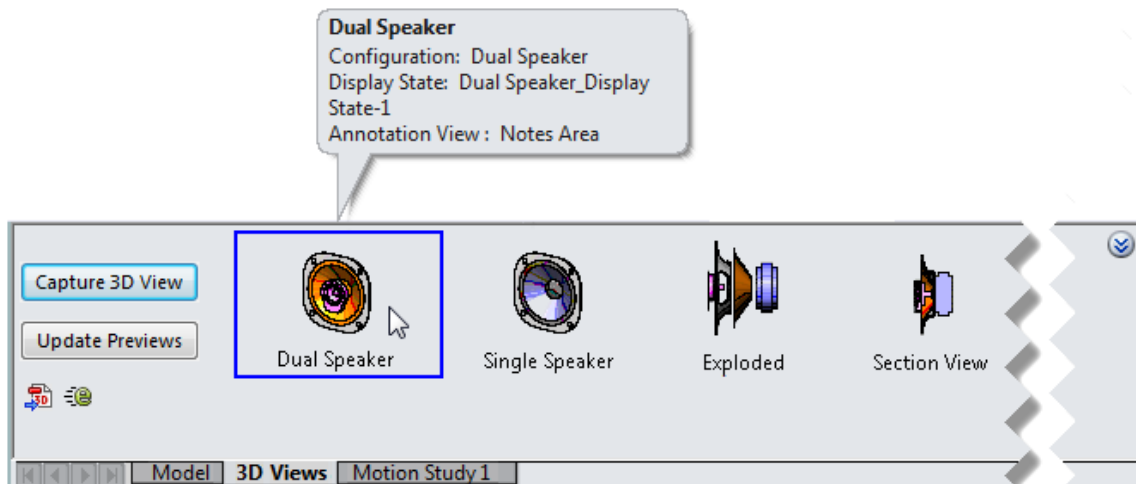 Dual Speaker
Configuration: Dual Speaker
Display State: Dual Speaker_Display
State-1
Annotation View : Notes Area
Capture 3D View
Update Previews
3D
Dual Speaker
Single Speaker
Exploded
Section View
Model
3D Views
Motion Study 1